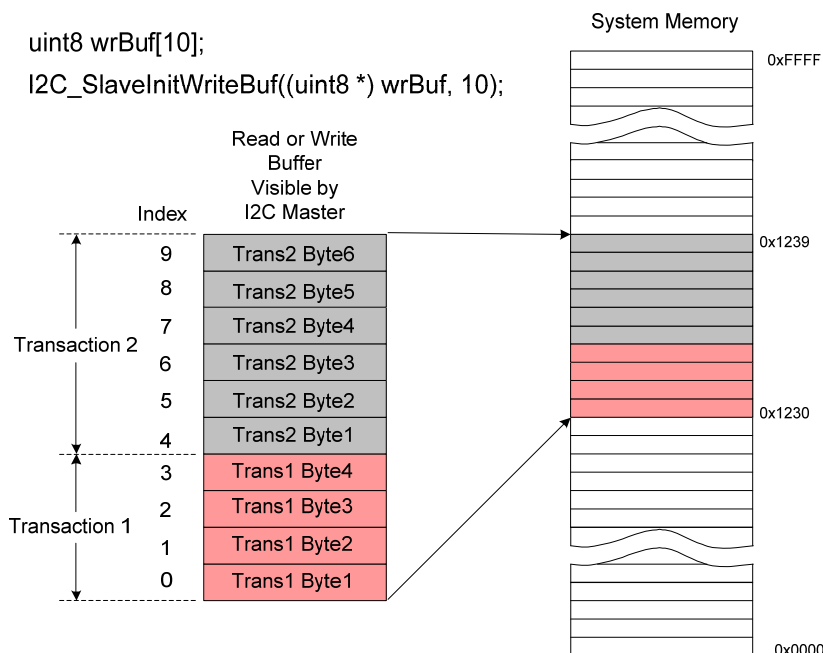 System Memory
uint8 wrBuf[10];
I2C_SlaveInitWriteBuf((uint8 *) wrBuf, 10);
0xFFFF
Read or Write
Buffer
Visible by
I2C Master
Index
9 Trans2 Byte6
8 Trans2 Byte5
7 Trans2 Byte4
6 Trans2 Byte3
5 Trans2 Byte2
4 Trans2 Byte1
3 Trans1 Byte4
2 Trans1 Byte3
1 Trans1 Byte2
0 Trans1 Byte1
Transaction 2
Transaction 1
0x1239
0x1230
0x0000